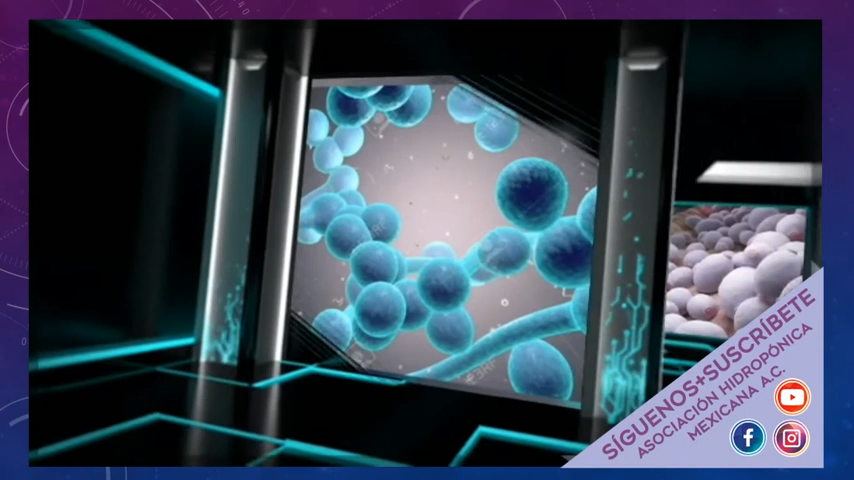 SÍGUENOS+SUSCRÍBETE
ASOCIACIÓN HIDROPÓNICA
MEXICANA A.C.